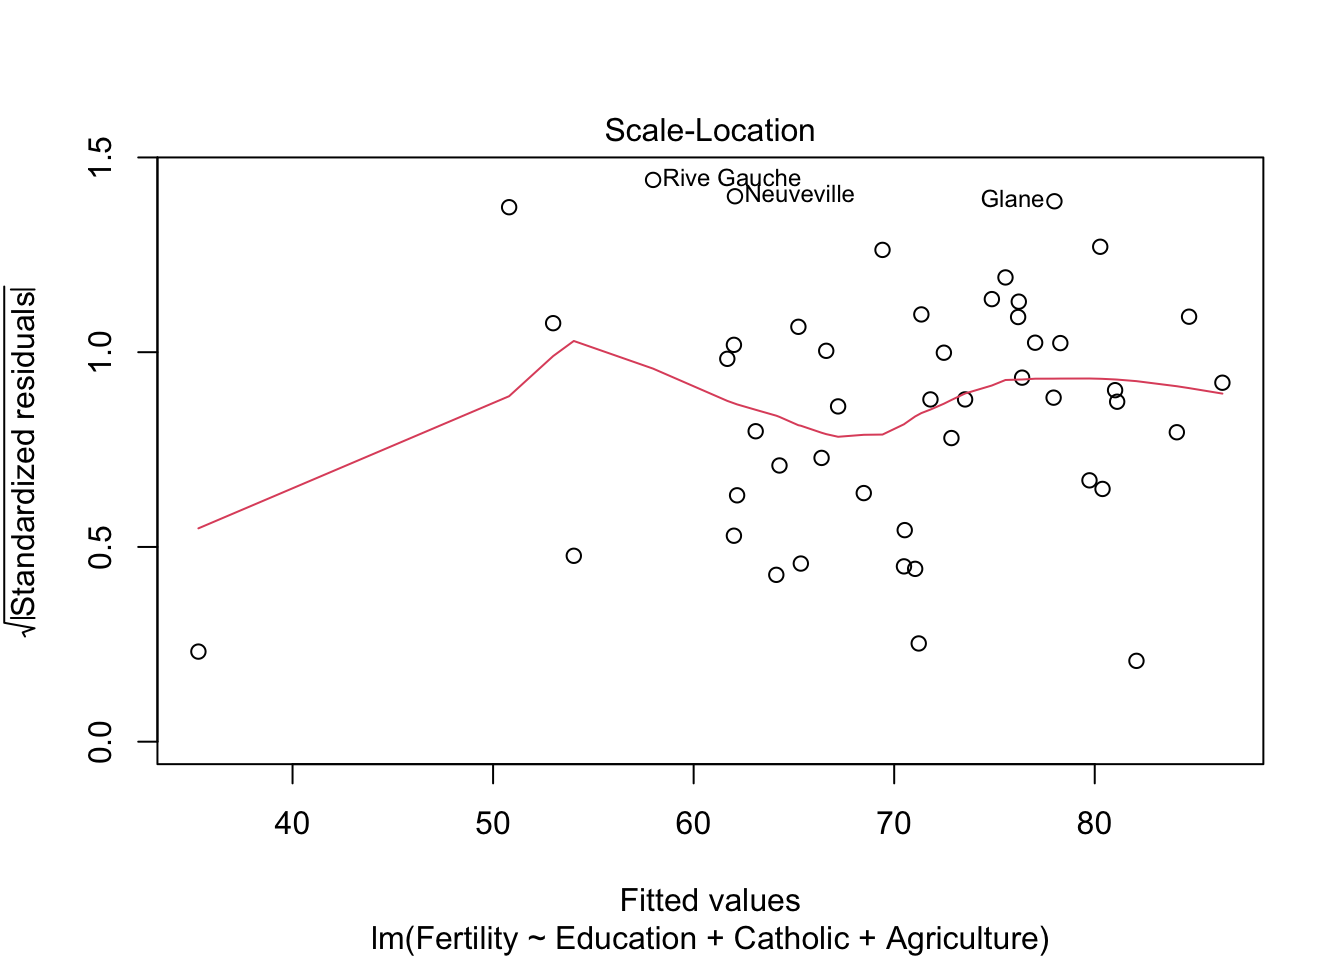 Scale-Location
1.5
1.0
0.5
0.0
√|Standardized residuals|
Rive Gauche
Neuveville
Glane
40 50 60 70 80
Fitted values
lm(Fertility ~ Education + Catholic + Agriculture)